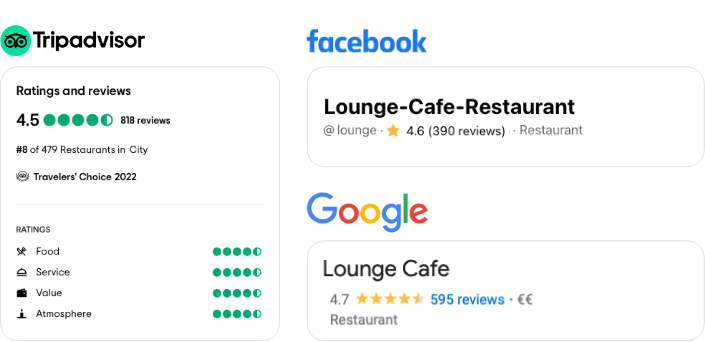 Tripadvisor
Ratings and reviews
4.5 818 reviews
#8 of 479 Restaurants in City
Travelers' Choice 2022
RATINGS
Food
Service
Value
Atmosphere
facebook
Lounge-Cafe-Restaurant
@lounge · 4.6 (390 reviews) · Restaurant
Google
Lounge Cafe
4.7 595 reviews · €€
Restaurant